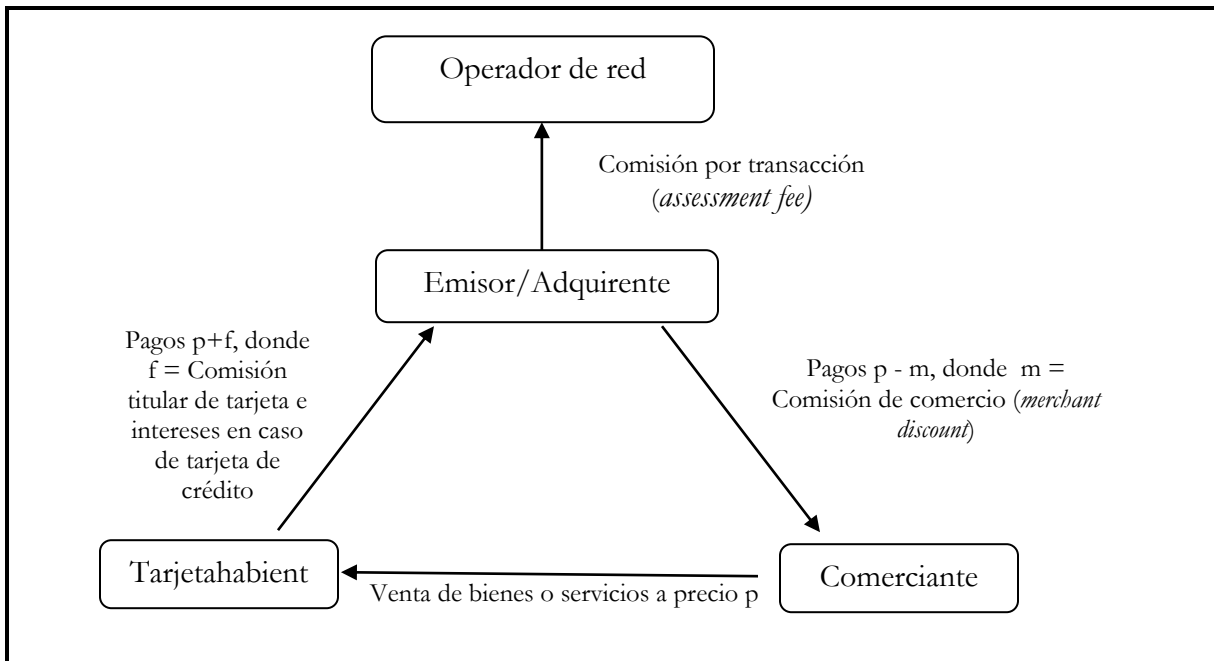 Operador de red
Comisión por transacción
(assessment fee)
Emisor/Adquirente
Pagos p+f, donde
f = Comisión
titular de tarjeta e
intereses en caso
de tarjeta de
crédito
Pagos p - m, donde m =
Comisión de comercio (merchant
discount)
Tarjetahabient
Venta de bienes o servicios a precio p
Comerciante